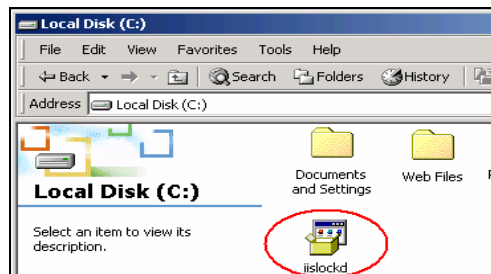 Local Disk (C:)
File Edit View Favorites Tools Help
Back Search Folders History
Address Local Disk (C:)
Local Disk (C:)
Select an item to view its
description.
Documents
and Settings
Web Files
iislockd